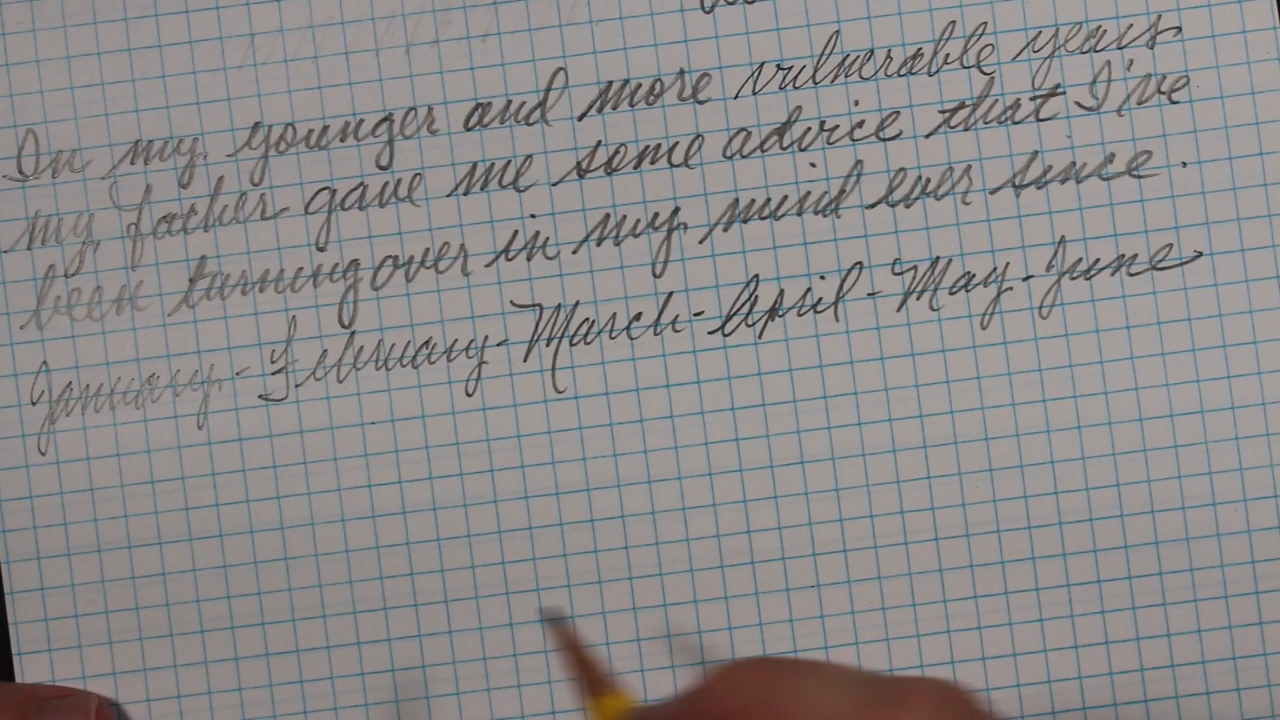 In my younger and more vulnerable years
my father gave me some advice that I've
been turning over in my mind ever since.
January-February-March-April-May-June